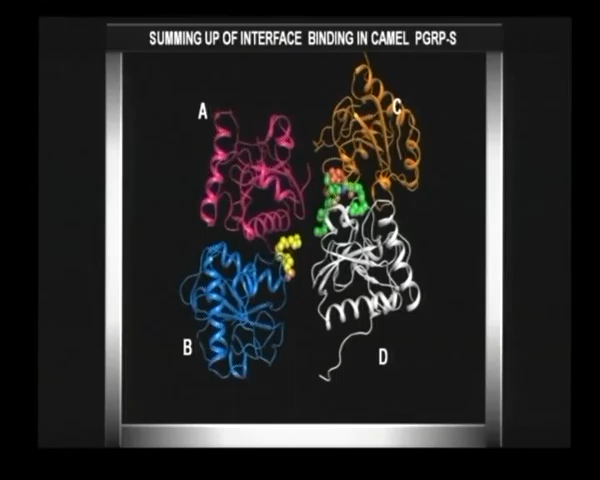 SUMMING UP OF INTERFACE BINDING IN CAMEL PGRP-S
A
C
B
D